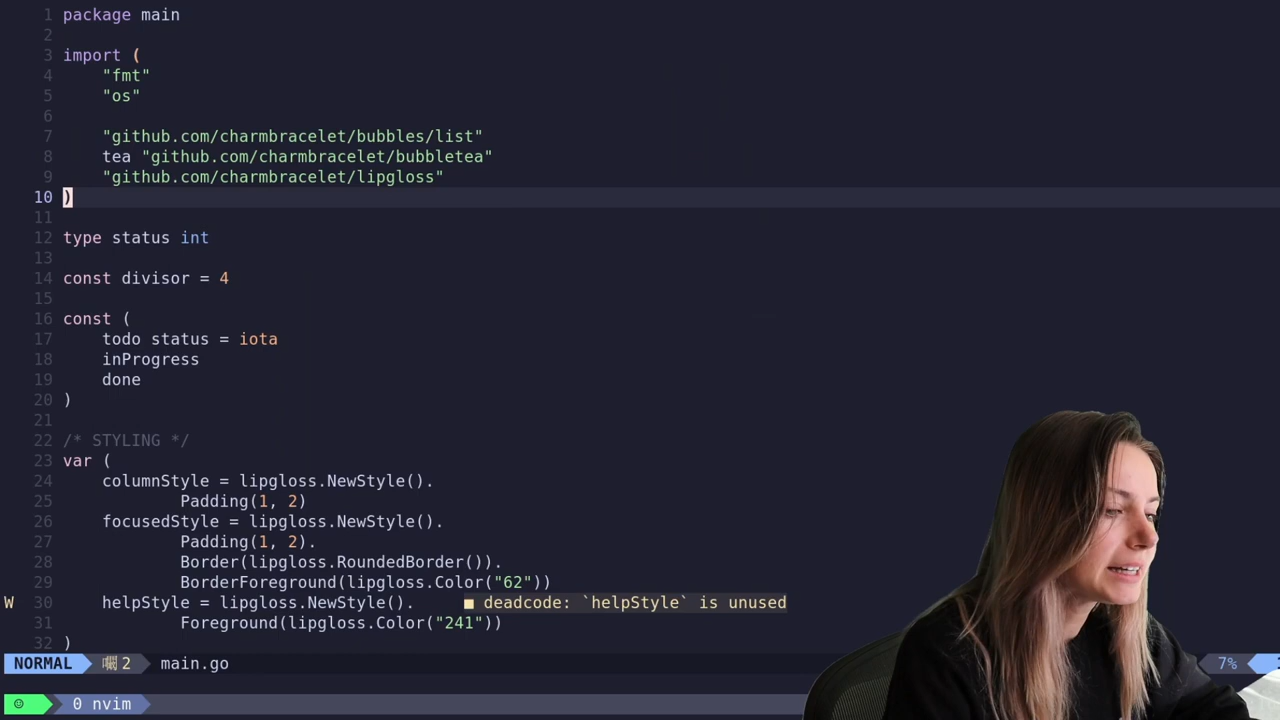 1 package main
2
3 import (
4 "fmt"
5 "os"
6
7 "github.com/charmbracelet/bubbles/list"
8 tea "github.com/charmbracelet/bubbletea"
9 "github.com/charmbracelet/lipgloss"
10 )
11
12 type status int
13
14 const divisor = 4
15
16 const (
17 todo status = iota
18 inProgress
19 done
20 )
21
22 /* STYLING */
23 var (
24 columnStyle = lipgloss.NewStyle().
25 Padding(1, 2)
26 focusedStyle = lipgloss.NewStyle().
27 Padding(1, 2).
28 Border(lipgloss.RoundedBorder()).
29 BorderForeground(lipgloss.Color("62"))
W 30 helpStyle = lipgloss.NewStyle(). ■ deadcode: `helpStyle` is unused
31 Foreground(lipgloss.Color("241"))
32 )
NORMAL 2 main.go 7%
0 nvim